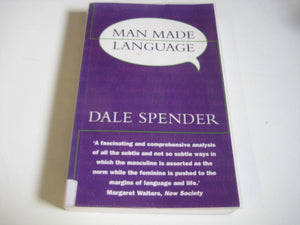 MAN MADE
LANGUAGE
DALE SPENDER
'A fascinating and comprehensive analysis
of all the subtle and not so subtle ways in
which the masculine is asserted as the
norm while the feminine is pushed to the
margins of language and life.'
Margaret Walters, New Society